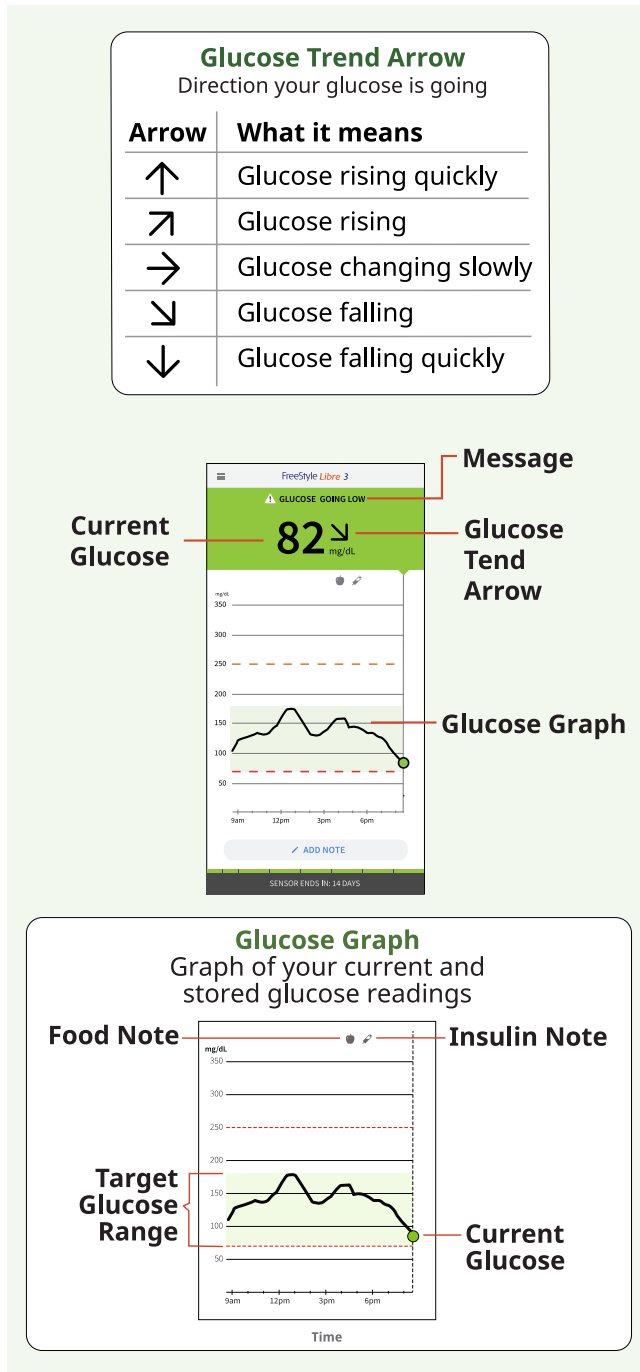 Glucose Trend Arrow
Direction your glucose is going
Arrow What it means
↑ Glucose rising quickly
↗ Glucose rising
→ Glucose changing slowly
↘ Glucose falling
↓ Glucose falling quickly
Message
FreeStyle Libre 3
GLUCOSE GOING LOW
Current
Glucose
82 ↘
mg/dL
Glucose
Tend
Arrow
mg/dL
350
300
250
200
150
100
50
Glucose Graph
9am 12pm 3pm 6pm
ADD NOTE
SENSOR ENDS IN: 14 DAYS
Glucose Graph
Graph of your current and
stored glucose readings
Food Note
Insulin Note
mg/dL
350
300
250
200
150
100
50
Target
Glucose
Range
Current
Glucose
9am 12pm 3pm 6pm
Time